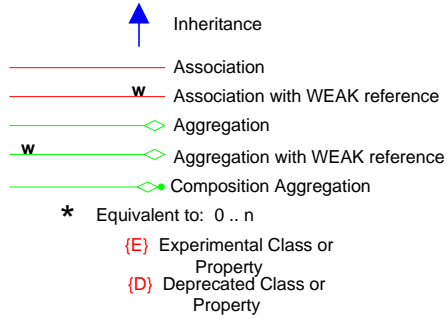 Inheritance
Association
w
Association with WEAK reference
Aggregation
w
Aggregation with WEAK reference
Composition Aggregation
* Equivalent to: 0 .. n
{E} Experimental Class or
Property
{D} Deprecated Class or
Property